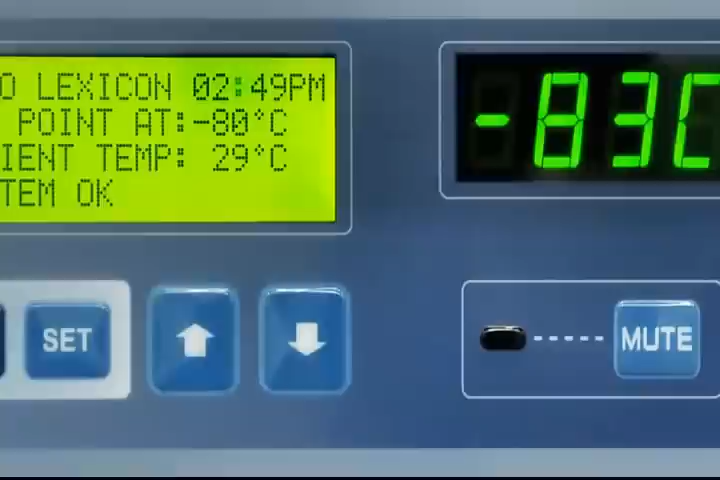 O LEXICON 02:49PM
POINT AT:-80°C
IENT TEMP: 29°C
TEM OK
-83C
SET
MUTE